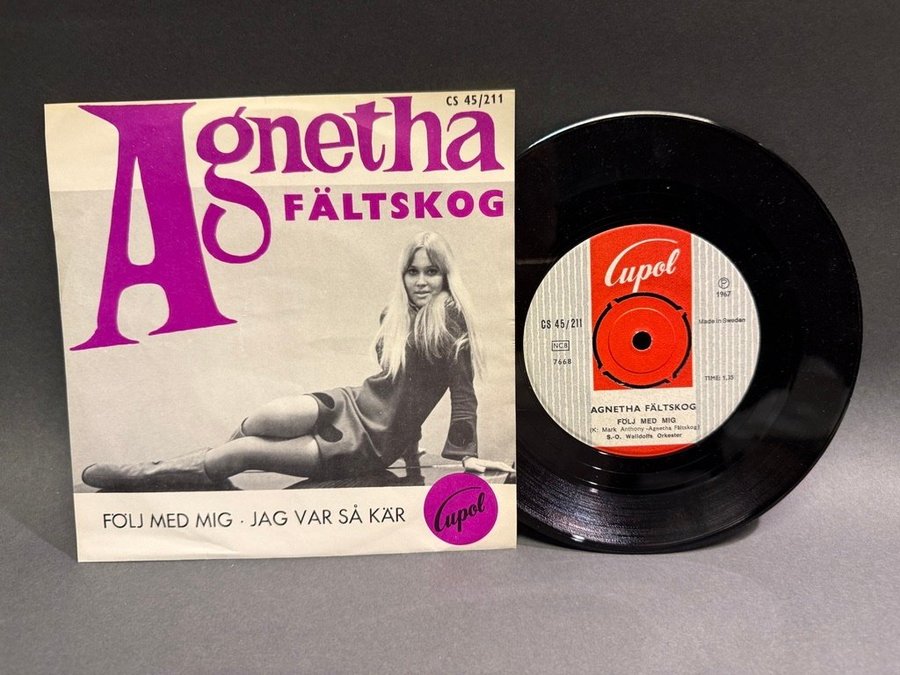 CS 45/211
Agnetha
FÄLTSKOG
FÖLJ MED MIG · JAG VAR SÅ KÄR
Cupol
Cupol
℗
1967
CS 45/211
Made in Sweden
NCB
7668
TIME: 1,35
AGNETHA FÄLTSKOG
FÖLJ MED MIG
(K: Mark Anthony-Agnetha Fältskog)
S.-O. Walldoffs Orkester